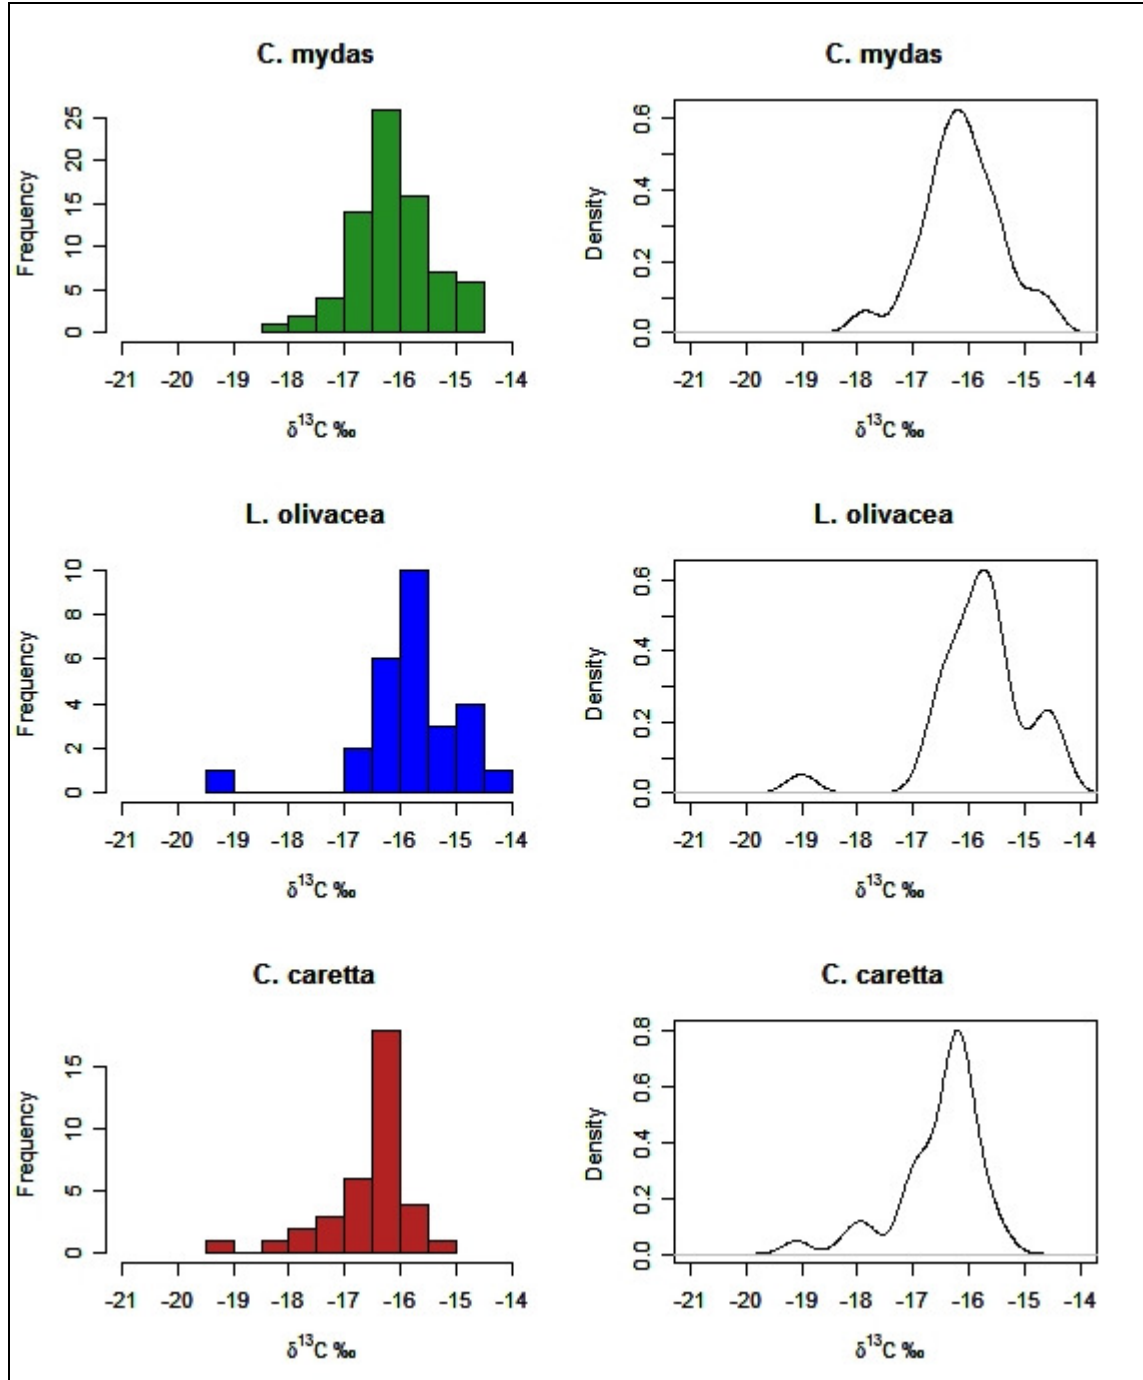 C. mydas
C. mydas
Frequency
0 5 10 15 20 25
-21 -20 -19 -18 -17 -16 -15 -14
δ¹³C ‰
Density
0.0 0.2 0.4 0.6
-21 -20 -19 -18 -17 -16 -15 -14
δ¹³C ‰
L. olivacea
L. olivacea
Frequency
0 2 4 6 8 10
-21 -20 -19 -18 -17 -16 -15 -14
δ¹³C ‰
Density
0.0 0.2 0.4 0.6
-21 -20 -19 -18 -17 -16 -15 -14
δ¹³C ‰
C. caretta
C. caretta
Frequency
0 5 10 15
-21 -20 -19 -18 -17 -16 -15 -14
δ¹³C ‰
Density
0.0 0.2 0.4 0.6 0.8
-21 -20 -19 -18 -17 -16 -15 -14
δ¹³C ‰